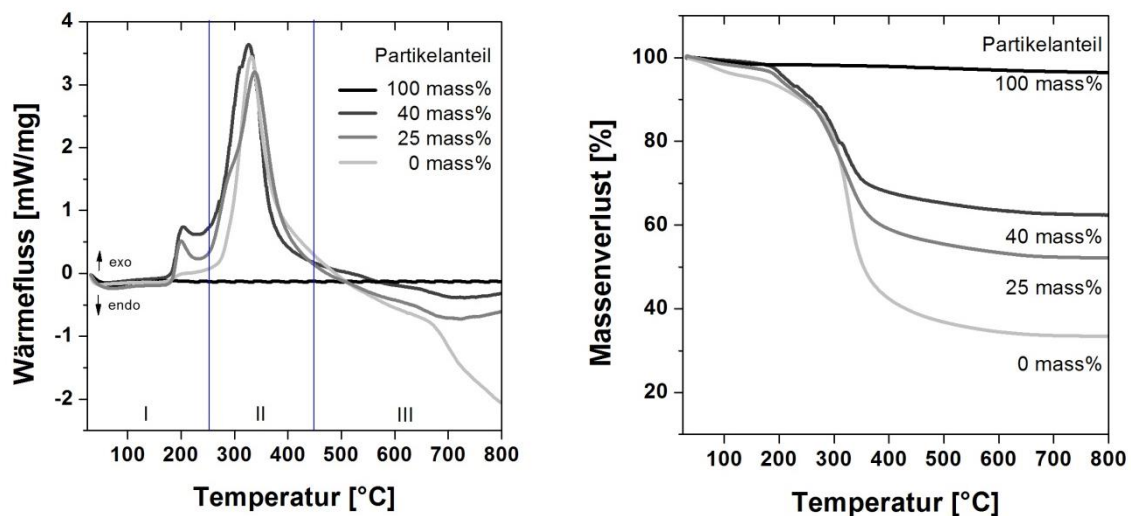 Wärmefluss [mW/mg]
4
3
2
1
0
-1
-2
Partikelanteil
100 mass%
40 mass%
25 mass%
0 mass%
exo
endo
I
II
III
100 200 300 400 500 600 700 800
Temperatur [°C]
Massenverlust [%]
100
80
60
40
20
Partikelanteil
100 mass%
40 mass%
25 mass%
0 mass%
100 200 300 400 500 600 700 800
Temperatur [°C]